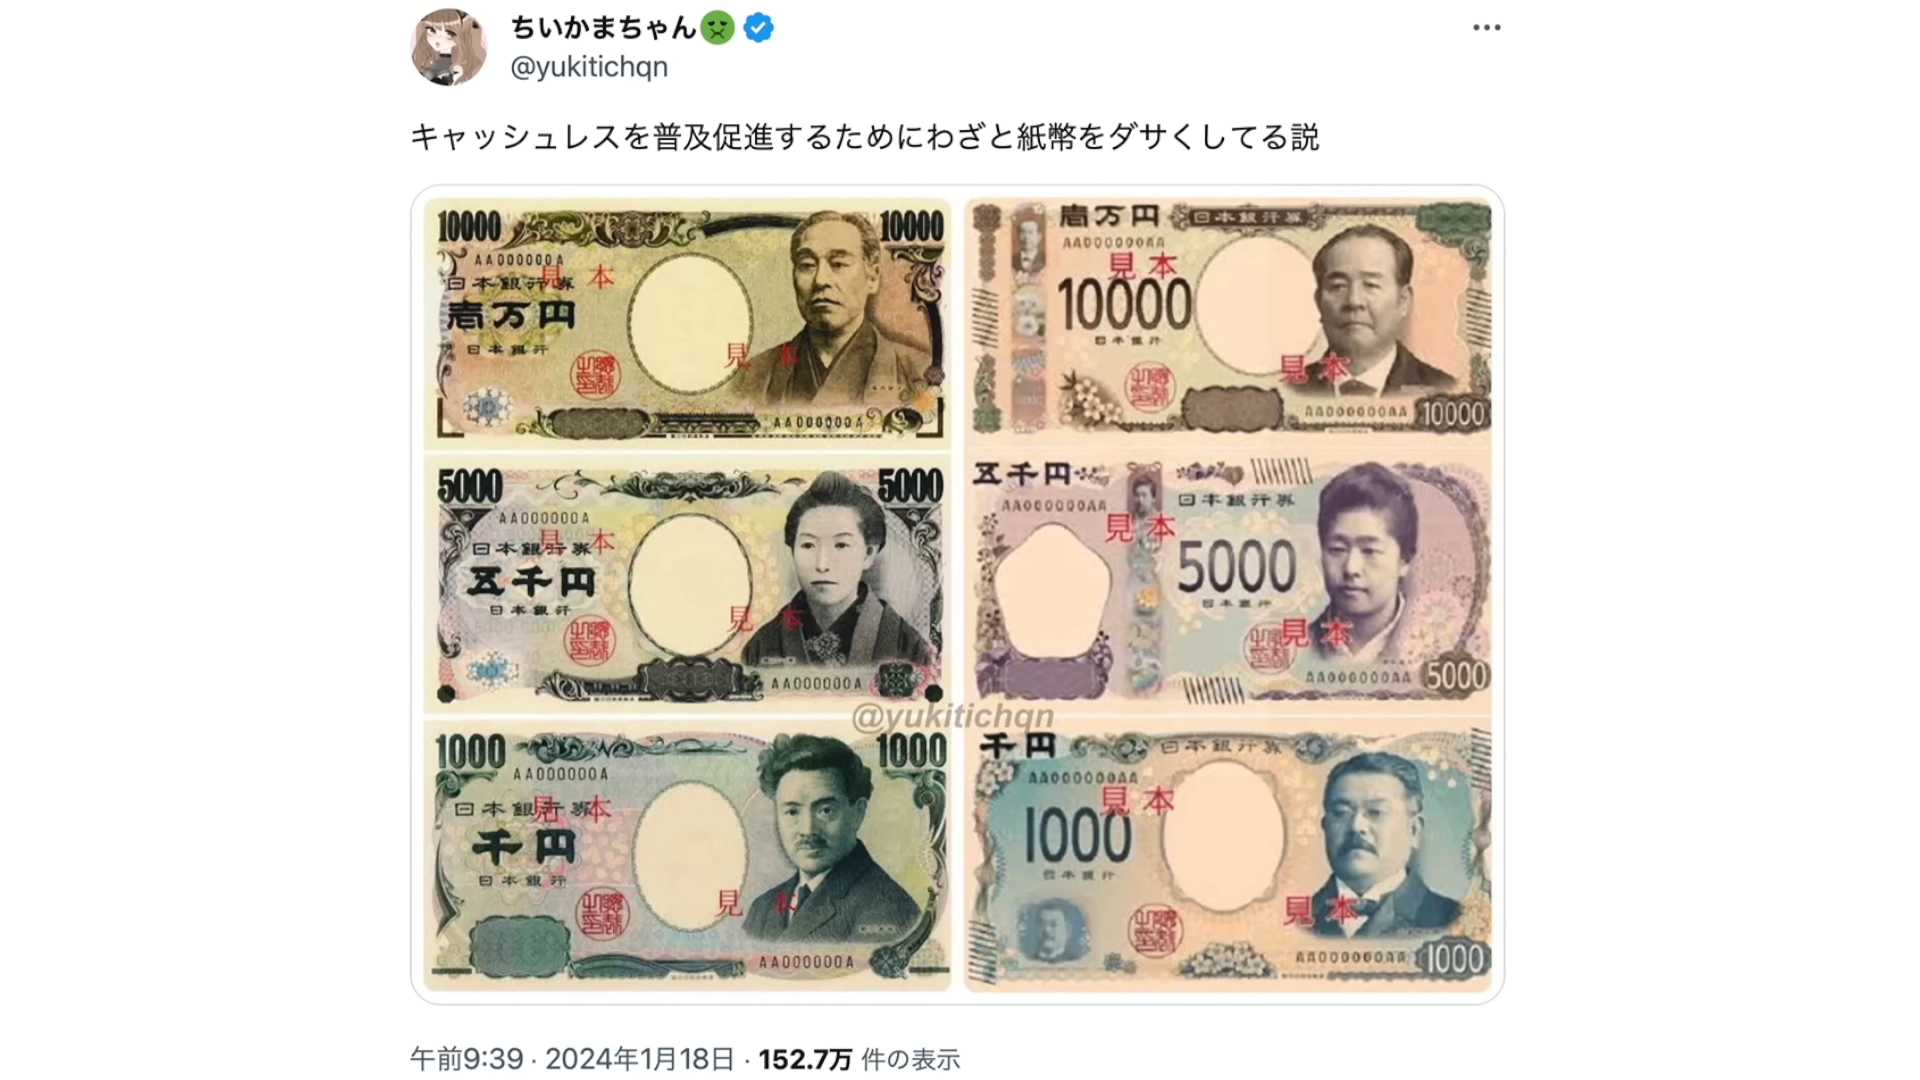 ちいかまちゃん
@yukitichqn
キャッシュレスを普及促進するためにわざと紙幣をダサくしてる説
10000
10000
AA000000A
見本
日本銀行券
壱万円
日本銀行
見本
AA000000A
壱万円
日本銀行券
AA000000AA
見本
10000
日本銀行
見本
AA000000AA
10000
5000
5000
AA000000A
見本
日本銀行券
五千円
日本銀行
見本
AA000000A
五千円
日本銀行券
AA000000AA
見本
5000
日本銀行
見本
AA000000AA
5000
@yukitichqn
1000
1000
AA000000A
見本
日本銀行券
千円
日本銀行
見本
AA000000A
千円
日本銀行券
AA000000AA
見本
1000
日本銀行
見本
AA000000AA
1000
午前9:39 · 2024年1月18日 · 152.7万 件の表示